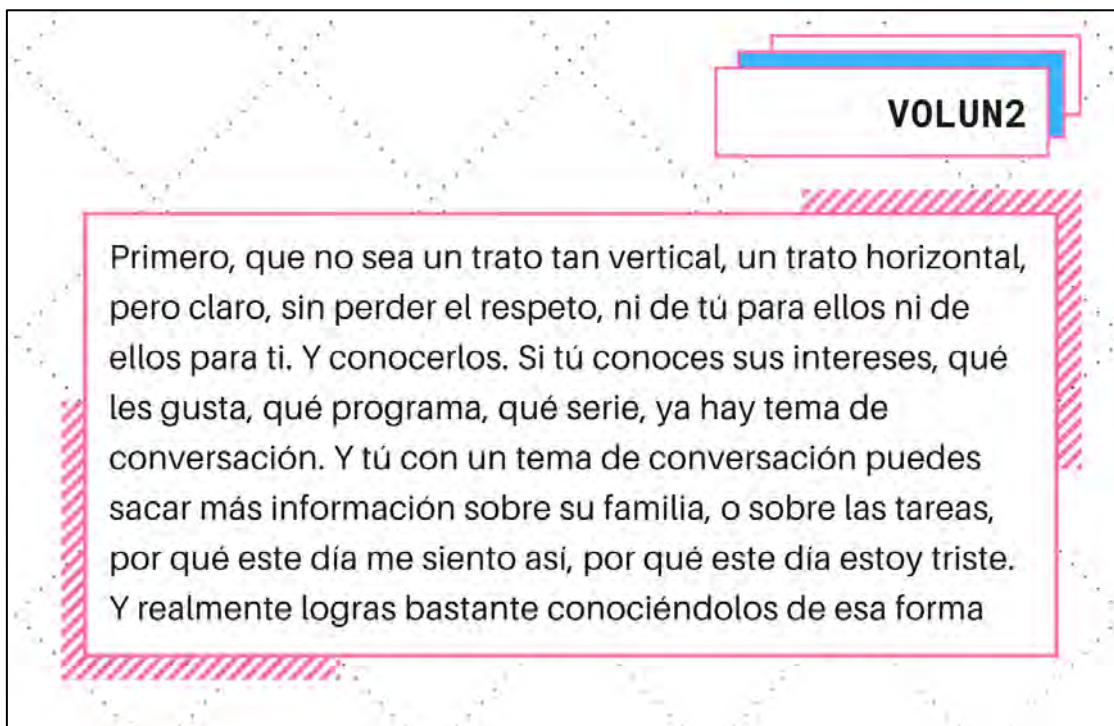 VOLUN2
Primero, que no sea un trato tan vertical, un trato horizontal,
pero claro, sin perder el respeto, ni de tú para ellos ni de
ellos para ti. Y conocerlos. Si tú conoces sus intereses, qué
les gusta, qué programa, qué serie, ya hay tema de
conversación. Y tú con un tema de conversación puedes
sacar más información sobre su familia, o sobre las tareas,
por qué este día me siento así, por qué este día estoy triste.
Y realmente logras bastante conociéndolos de esa forma